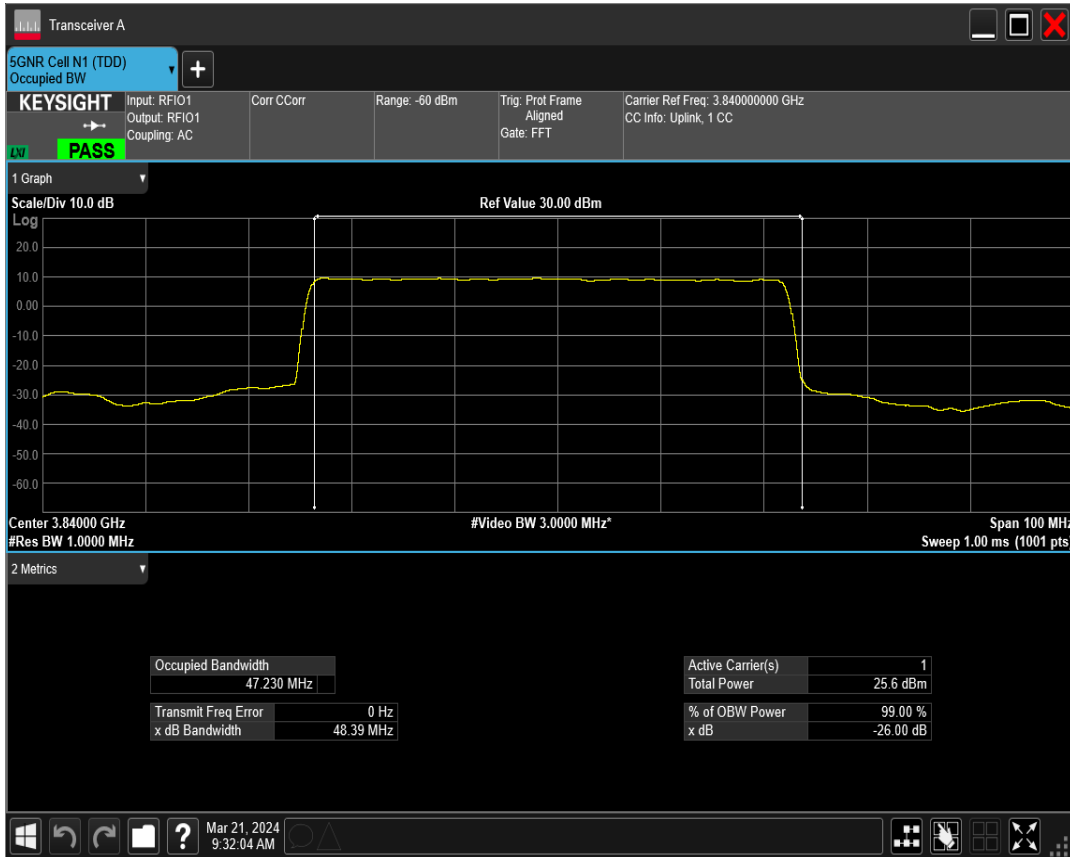 Transceiver A
5GNR Cell N1 (TDD)
Occupied BW
+
KEYSIGHT
LXI
PASS
Input: RFIO1
Output: RFIO1
Coupling: AC
Corr CCorr
Range: -60 dBm
Trig: Prot Frame
Aligned
Gate: FFT
Carrier Ref Freq: 3.840000000 GHz
CC Info: Uplink, 1 CC
1 Graph
Scale/Div 10.0 dB
Ref Value 30.00 dBm
Log
20.0
10.0
0.00
-10.0
-20.0
-30.0
-40.0
-50.0
-60.0
Center 3.84000 GHz
#Video BW 3.0000 MHz*
Span 100 MHz
#Res BW 1.0000 MHz
Sweep 1.00 ms (1001 pts)
2 Metrics
Occupied Bandwidth
47.230 MHz
Transmit Freq Error 0 Hz
x dB Bandwidth 48.39 MHz
Active Carrier(s) 1
Total Power 25.6 dBm
% of OBW Power 99.00 %
x dB -26.00 dB
?
Mar 21, 2024
9:32:04 AM